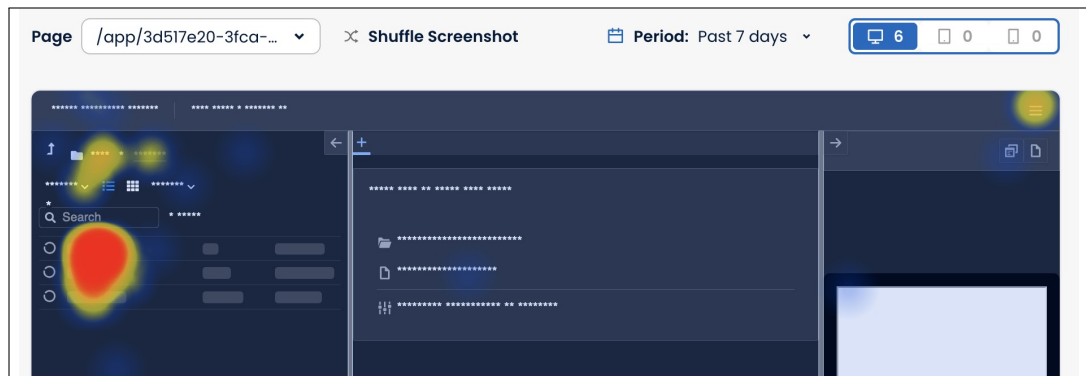 Page /app/3d517e20-3fca-... Shuffle Screenshot Period: Past 7 days 6 0 0
****** ********** ******* **** ***** * ******* **
**** * *******
******* *******
*
Search * *****
***** **** ** ***** **** *****
*************************
********************
********* *********** ** ********